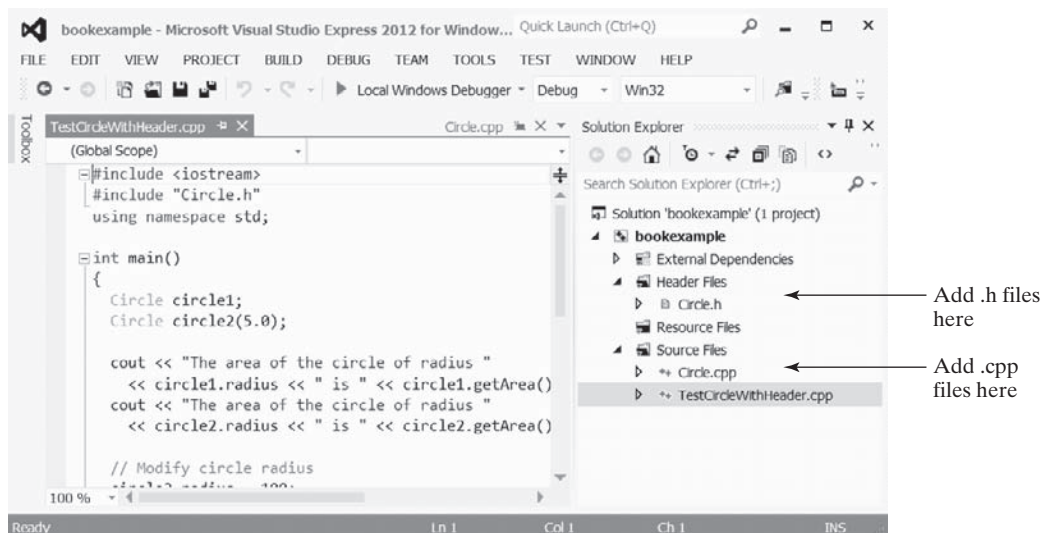 bookexample - Microsoft Visual Studio Express 2012 for Window... Quick Launch (Ctrl+Q)
FILE EDIT VIEW PROJECT BUILD DEBUG TEAM TOOLS TEST WINDOW HELP
Local Windows Debugger Debug Win32
Toolbox
TestCircleWithHeader.cpp
Circle.cpp
(Global Scope)
#include <iostream>
#include "Circle.h"
using namespace std;
int main()
{
Circle circle1;
Circle circle2(5.0);
cout << "The area of the circle of radius "
<< circle1.radius << " is " << circle1.getArea()
cout << "The area of the circle of radius "
<< circle2.radius << " is " << circle2.getArea()
// Modify circle radius
100 %
Solution Explorer
Search Solution Explorer (Ctrl+;)
Solution 'bookexample' (1 project)
bookexample
External Dependencies
Header Files
Circle.h
Resource Files
Source Files
Circle.cpp
TestCircleWithHeader.cpp
Add .h files
here
Add .cpp
files here
Ready Ln 1 Col 1 Ch 1 INS